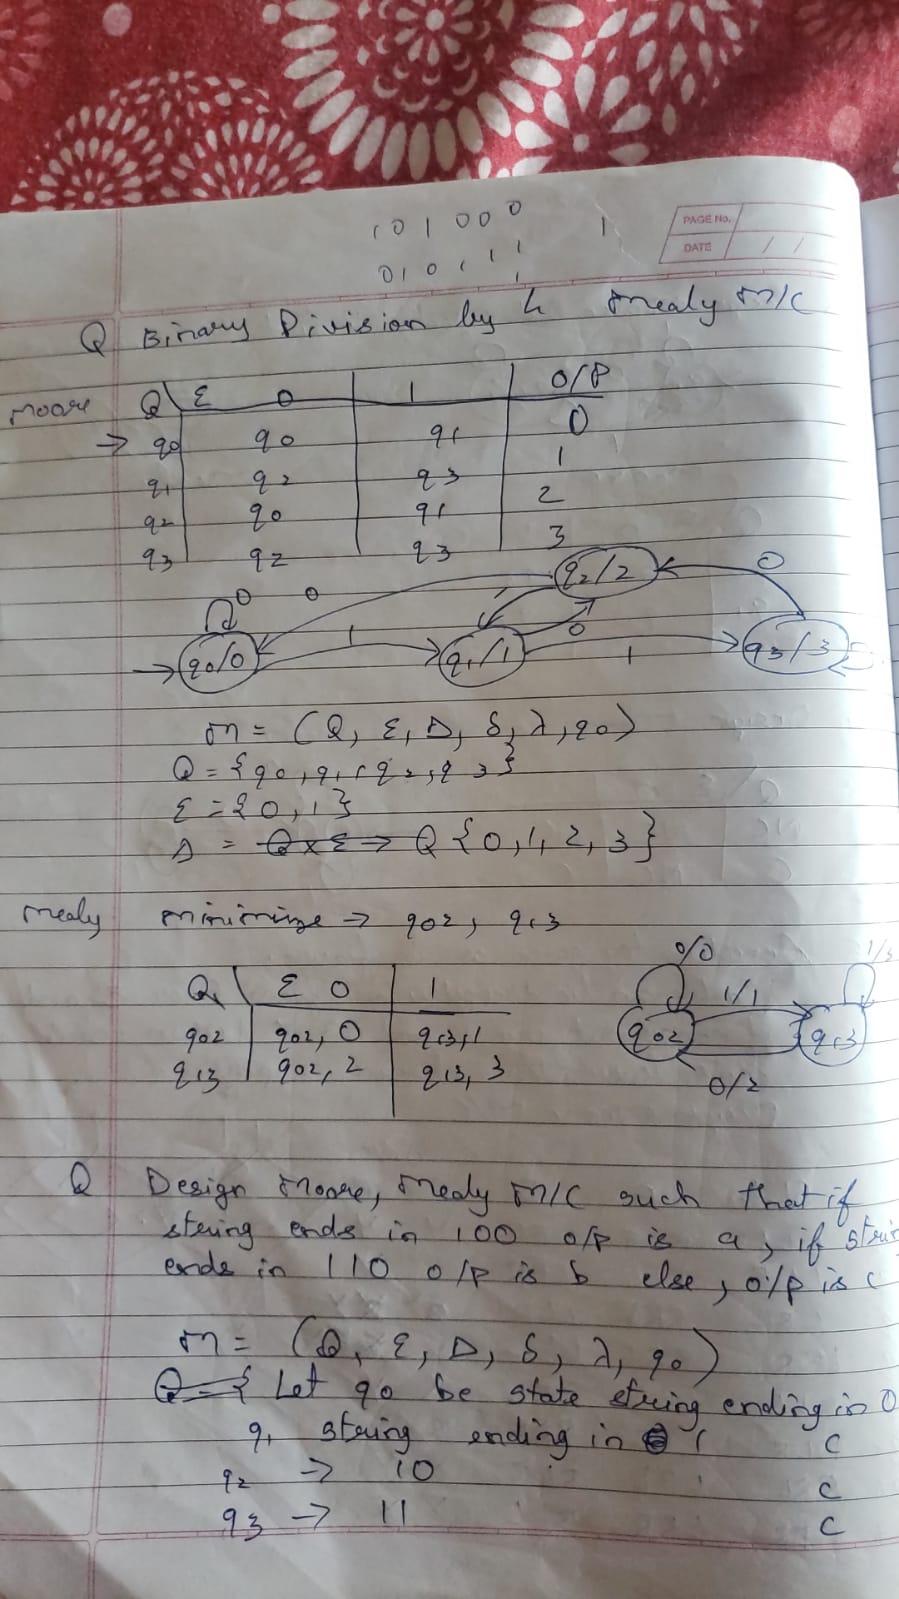 101000 1
010111
PAGE No.
DATE / /
Q Binary Division by 4 Mealy M/C
Moore Q \ Σ 0 1 O/P
→ q0 q0 q1 0
q1 q2 q3 1
q2 q0 q1 2
q3 q2 q3 3
q2/2 0
0 0
1 0 1
q0/0 q1/1 q3/3
M = (Q, Σ, Δ, δ, λ, q0)
Q = {q0, q1, q2, q3}
Σ = {0, 1}
Δ = Q x Σ → Q {0, 1, 2, 3}
Mealy minimize → q02, q13
0/0 1/3
Q \ Σ 0 1 1/1
q02 q02, 0 q13, 1 q02 q13
q13 q02, 2 q13, 3
0/2
Q Design Moore, Mealy M/C such that if
string ends in 100 o/p is a, if
ends in 110 o/p is b else, o/p is c
M = (Q, Σ, Δ, δ, λ, q0)
Q = { Let q0 be state string ending in 0
q1 string ending in 1 C
q2 → 10 C
q3 → 11 C